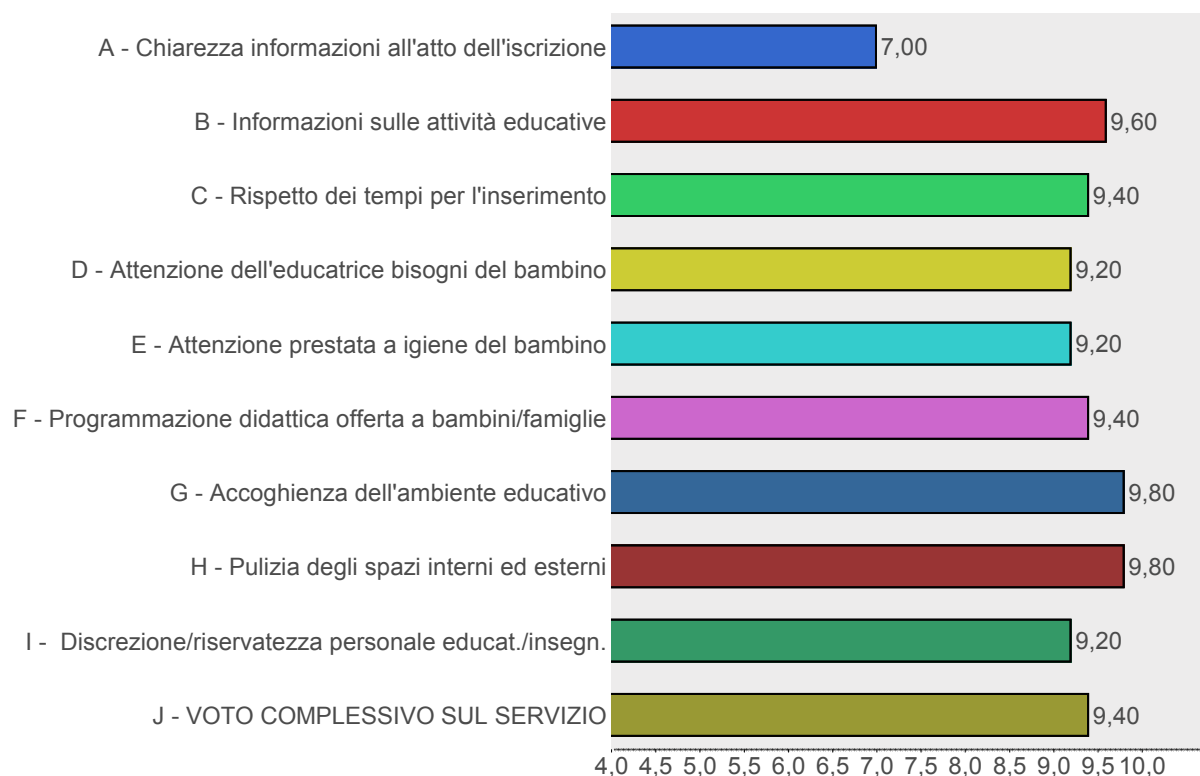 A - Chiarezza informazioni all'atto dell'iscrizione 7,00
B - Informazioni sulle attività educative 9,60
C - Rispetto dei tempi per l'inserimento 9,40
D - Attenzione dell'educatrice bisogni del bambino 9,20
E - Attenzione prestata a igiene del bambino 9,20
F - Programmazione didattica offerta a bambini/famiglie 9,40
G - Accoghienza dell'ambiente educativo 9,80
H - Pulizia degli spazi interni ed esterni 9,80
I -  Discrezione/riservatezza personale educat./insegn. 9,20
J - VOTO COMPLESSIVO SUL SERVIZIO 9,40
4,0 4,5 5,0 5,5 6,0 6,5 7,0 7,5 8,0 8,5 9,0 9,5 10,0